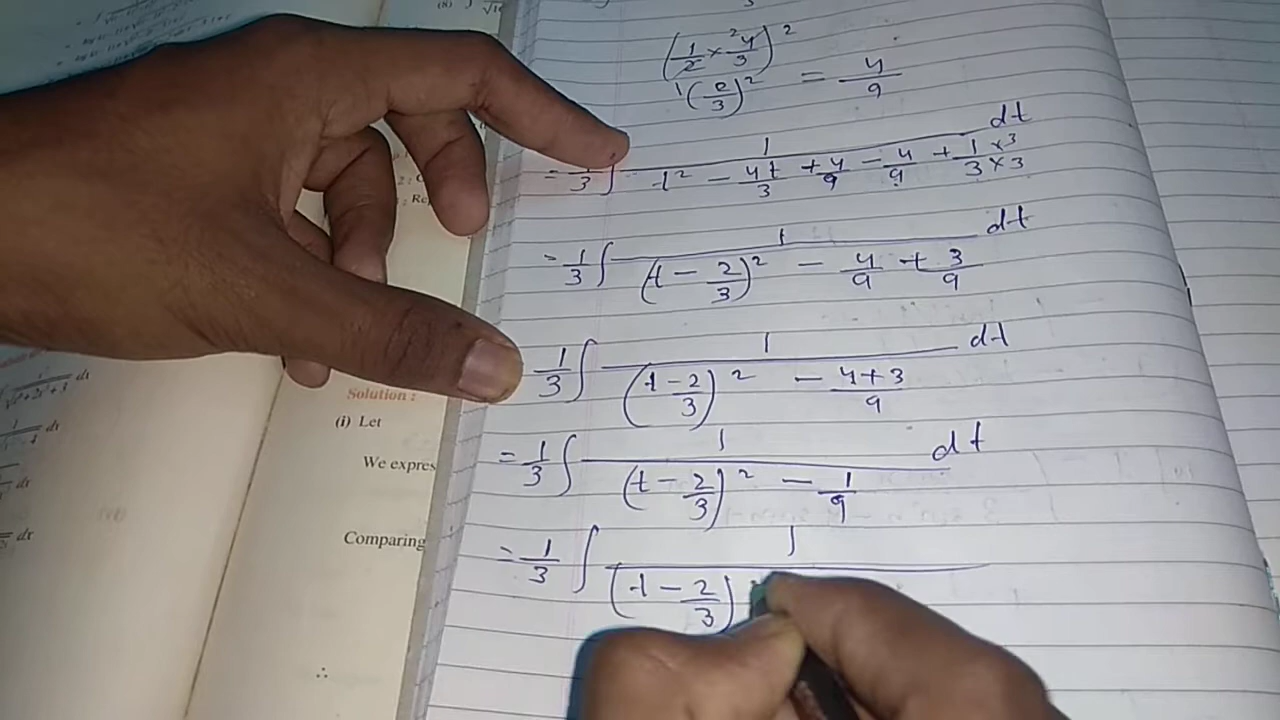 (8)
(1/2 × 2̶4/3)²
1(2/3)² = 4/9
= 1/3 ∫ 1/(t² - 4t/3 + 4/9 - 4/9 + 1×3/3×3) dt
= 1/3 ∫ 1/((t - 2/3)² - 4/9 + 3/9) dt
1/3 ∫ 1/((t - 2/3)² - 4+3/9) dt
= 1/3 ∫ 1/((t - 2/3)² - 1/9) dt
= 1/3 ∫ 1/(t - 2/3)
Solution :
(i) Let
We expres
Comparing
∴